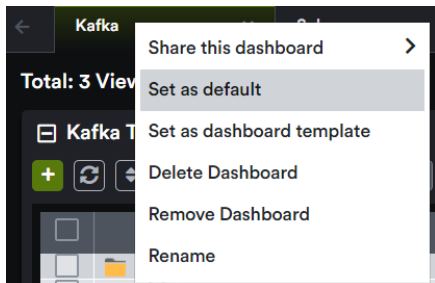 Kafka
Share this dashboard
Total: 3 View
Set as default
Kafka T
Set as dashboard template
Delete Dashboard
Remove Dashboard
Rename